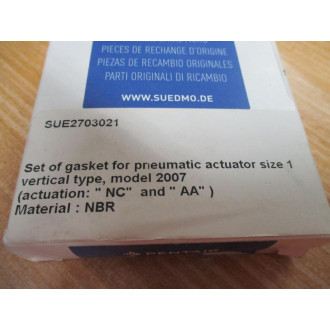 PIECES DE RECHANGE D'ORIGINE
PIEZAS DE RECAMBIO ORIGINALES
PARTI ORIGINALI DI RICAMBIO
WWW.SUEDMO.DE
SUE2703021
Set of gasket for pneumatic actuator size 1
vertical type, model 2007
(actuation: " NC" and " AA" )
Material : NBR
PENTAIR